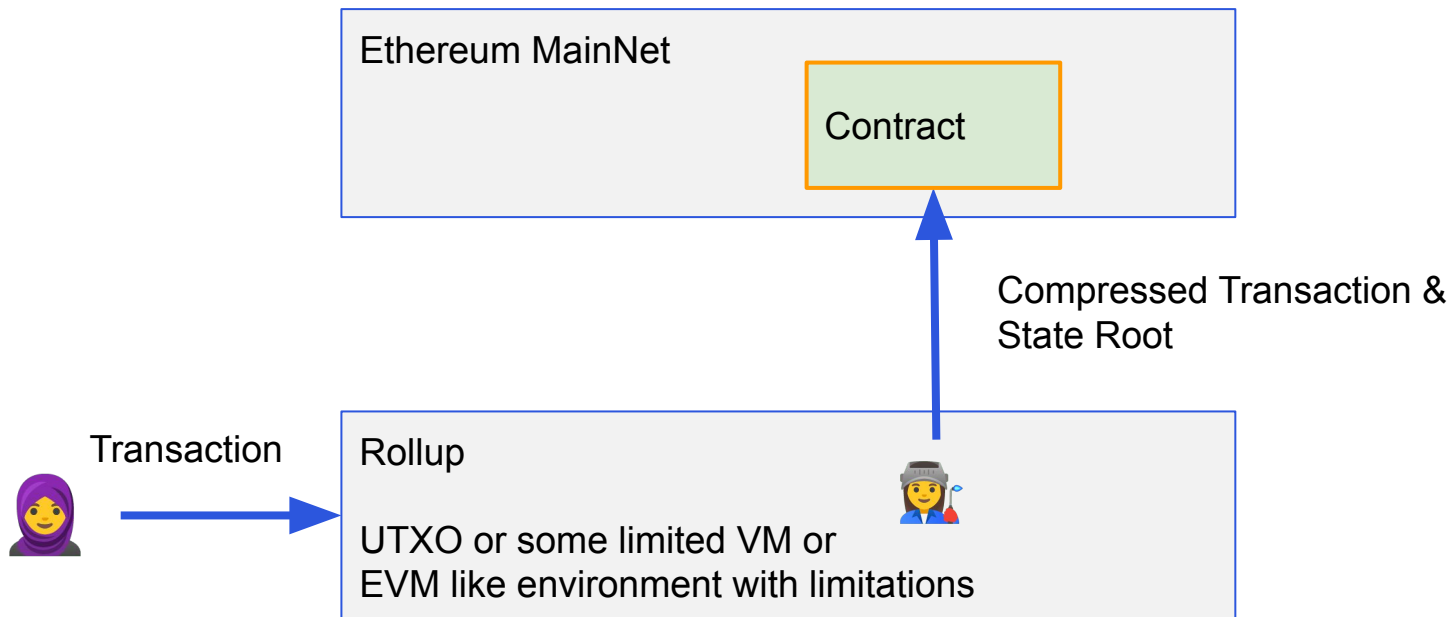 Ethereum MainNet
Contract
Compressed Transaction &
State Root
Transaction
Rollup
UTXO or some limited VM or
EVM like environment with limitations